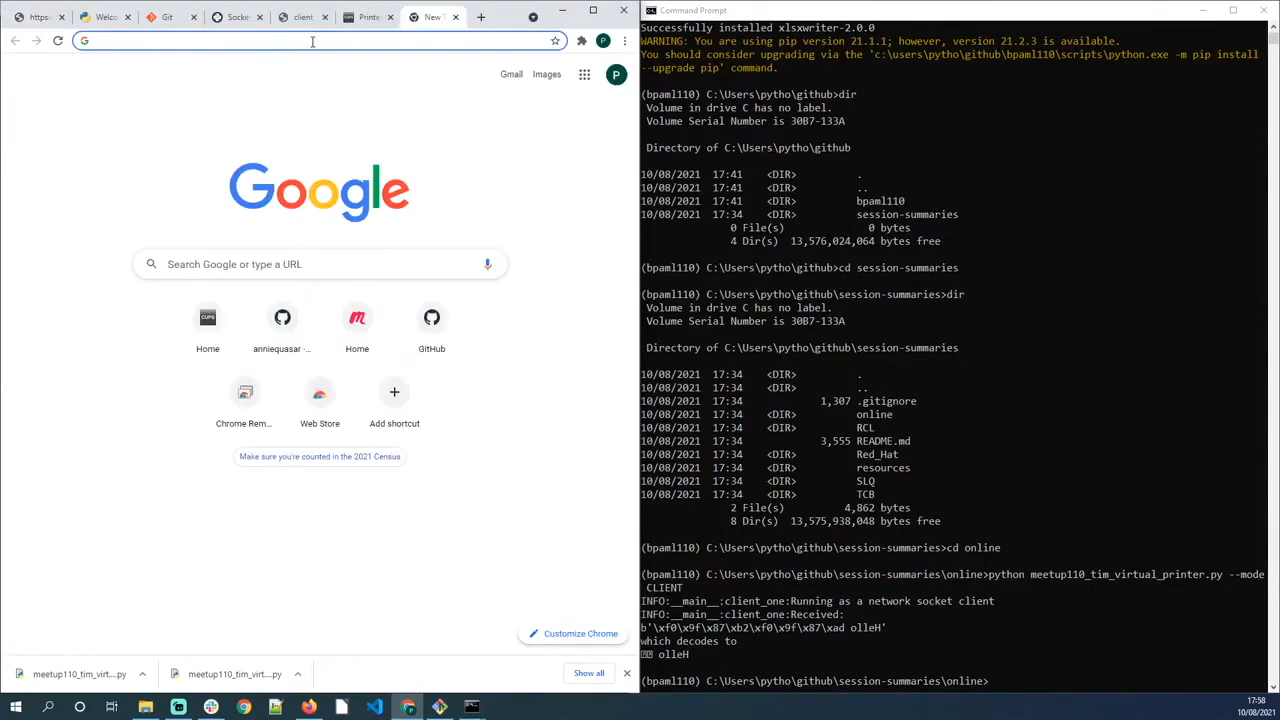 https
Welcc
Git
Socke
client
Printe
New T
P
Gmail
Images
P
Google
Search Google or type a URL
CUPS
Home
anniequasar -...
Home
GitHub
Chrome Rem...
Web Store
Add shortcut
Make sure you're counted in the 2021 Census
Customize Chrome
meetup110_tim_virt....py
meetup110_tim_virt....py
Show all
Command Prompt
Successfully installed xlsxwriter-2.0.0
WARNING: You are using pip version 21.1.1; however, version 21.2.3 is available.
You should consider upgrading via the 'c:\users\pytho\github\bpaml110\scripts\python.exe -m pip install
--upgrade pip' command.
(bpaml110) C:\Users\pytho\github>dir
Volume in drive C has no label.
Volume Serial Number is 30B7-133A
Directory of C:\Users\pytho\github
10/08/2021  17:41    <DIR>          .
10/08/2021  17:41    <DIR>          ..
10/08/2021  17:41    <DIR>          bpaml110
10/08/2021  17:34    <DIR>          session-summaries
0 File(s)              0 bytes
4 Dir(s)  13,576,024,064 bytes free
(bpaml110) C:\Users\pytho\github>cd session-summaries
(bpaml110) C:\Users\pytho\github\session-summaries>dir
Volume in drive C has no label.
Volume Serial Number is 30B7-133A
Directory of C:\Users\pytho\github\session-summaries
10/08/2021  17:34    <DIR>          .
10/08/2021  17:34    <DIR>          ..
10/08/2021  17:34             1,307 .gitignore
10/08/2021  17:34    <DIR>          online
10/08/2021  17:34    <DIR>          RCL
10/08/2021  17:34             3,555 README.md
10/08/2021  17:34    <DIR>          Red_Hat
10/08/2021  17:34    <DIR>          resources
10/08/2021  17:34    <DIR>          SLQ
10/08/2021  17:34    <DIR>          TCB
2 File(s)          4,862 bytes
8 Dir(s)  13,575,938,048 bytes free
(bpaml110) C:\Users\pytho\github\session-summaries>cd online
(bpaml110) C:\Users\pytho\github\session-summaries\online>python meetup110_tim_virtual_printer.py --mode
CLIENT
INFO:__main__:client_one:Running as a network socket client
INFO:__main__:client_one:Received:
b'\xf0\x9f\x87\xb2\xf0\x9f\x87\xad olleH'
which decodes to
olleH
(bpaml110) C:\Users\pytho\github\session-summaries\online>
17:58
10/08/2021